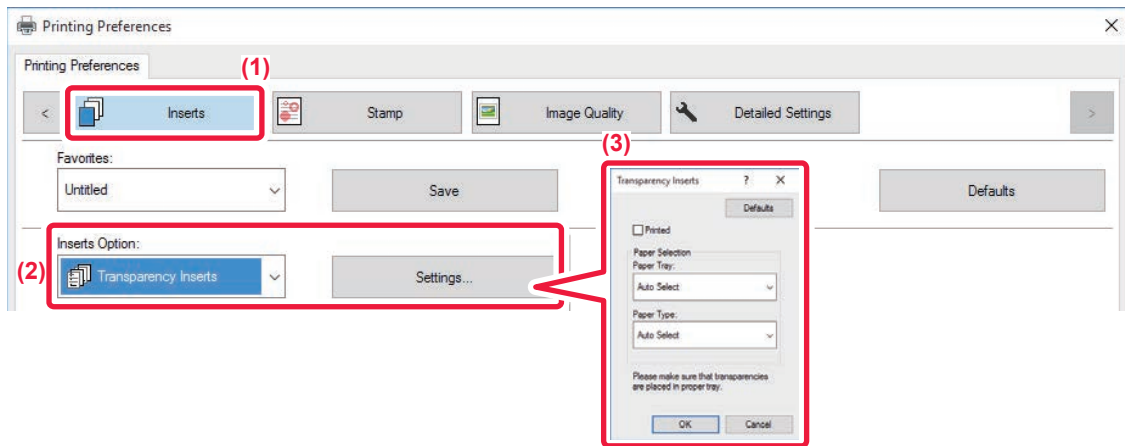 Printing Preferences
Printing Preferences
(1)
< Inserts Stamp Image Quality Detailed Settings >
(3)
Favorites:
Untitled Save Defaults
Inserts Option:
(2) Transparency Inserts Settings...
Transparency Inserts ? X
Defaults
Printed
Paper Selection
Paper Tray:
Auto Select
Paper Type:
Auto Select
Please make sure that transparencies
are placed in proper tray.
OK Cancel